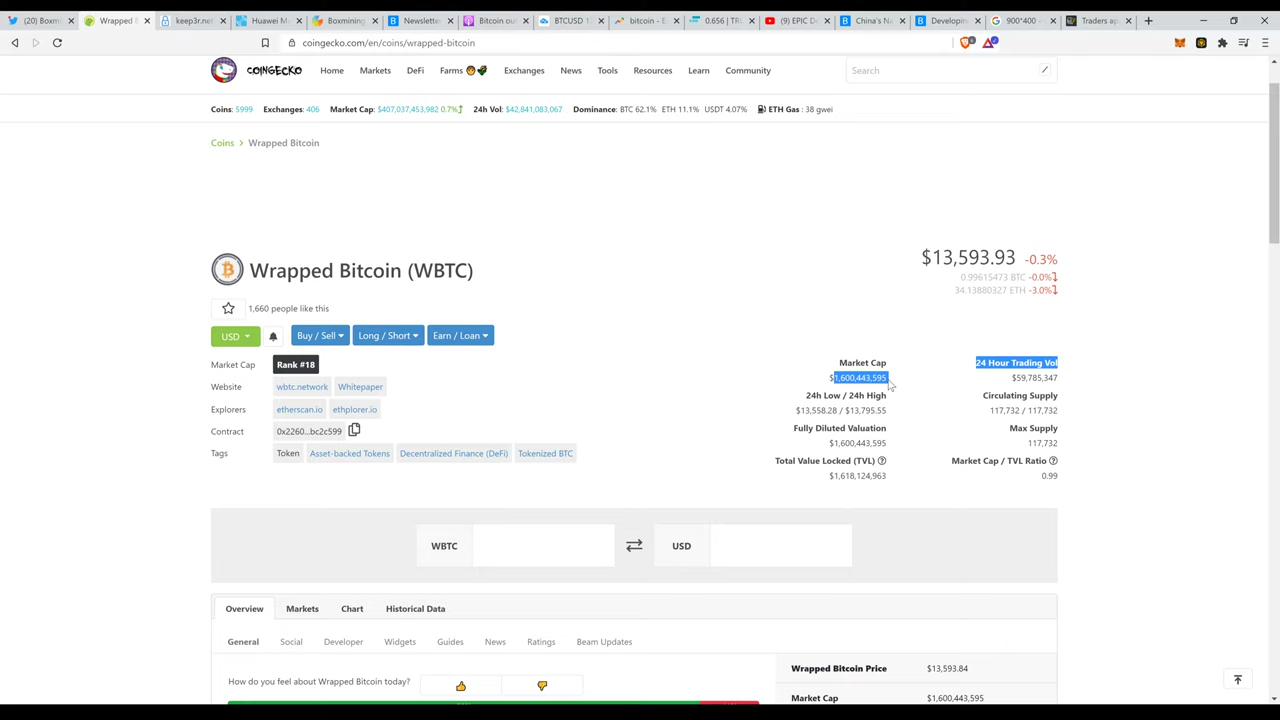 (20) Boxmi
Wrapped B
keep3r.net
Huawei M
Boxmining
Newsletter
Bitcoin ou
BTCUSD 1
bitcoin - E
0.656 | TR
(9) EPIC D
China's Na
Developin
900*400 -
Traders ap
coingecko.com/en/coins/wrapped-bitcoin
COINGECKO Home Markets DeFi Farms Exchanges News Tools Resources Learn Community Search /
Coins: 5999 Exchanges: 406 Market Cap: $407,037,453,982 0.7% 24h Vol: $42,841,083,067 Dominance: BTC 62.1% ETH 11.1% USDT 4.07% ETH Gas : 38 gwei
Coins > Wrapped Bitcoin
Wrapped Bitcoin (WBTC)
$13,593.93 -0.3%
0.99615473 BTC -0.0%
34.13880327 ETH -3.0%
1,660 people like this
USD Buy / Sell Long / Short Earn / Loan
Market Cap Rank #18
Website wbtc.network Whitepaper
Explorers etherscan.io ethplorer.io
Contract 0x2260...bc2c599
Tags Token Asset-backed Tokens Decentralized Finance (DeFi) Tokenized BTC
Market Cap 24 Hour Trading Vol
$1,600,443,595 $59,785,347
24h Low / 24h High Circulating Supply
$13,558.28 / $13,795.55 117,732 / 117,732
Fully Diluted Valuation Max Supply
$1,600,443,595 117,732
Total Value Locked (TVL) Market Cap / TVL Ratio
$1,618,124,963 0.99
WBTC USD
Overview Markets Chart Historical Data
General Social Developer Widgets Guides News Ratings Beam Updates
How do you feel about Wrapped Bitcoin today?
Wrapped Bitcoin Price $13,593.84
Market Cap $1,600,443,595